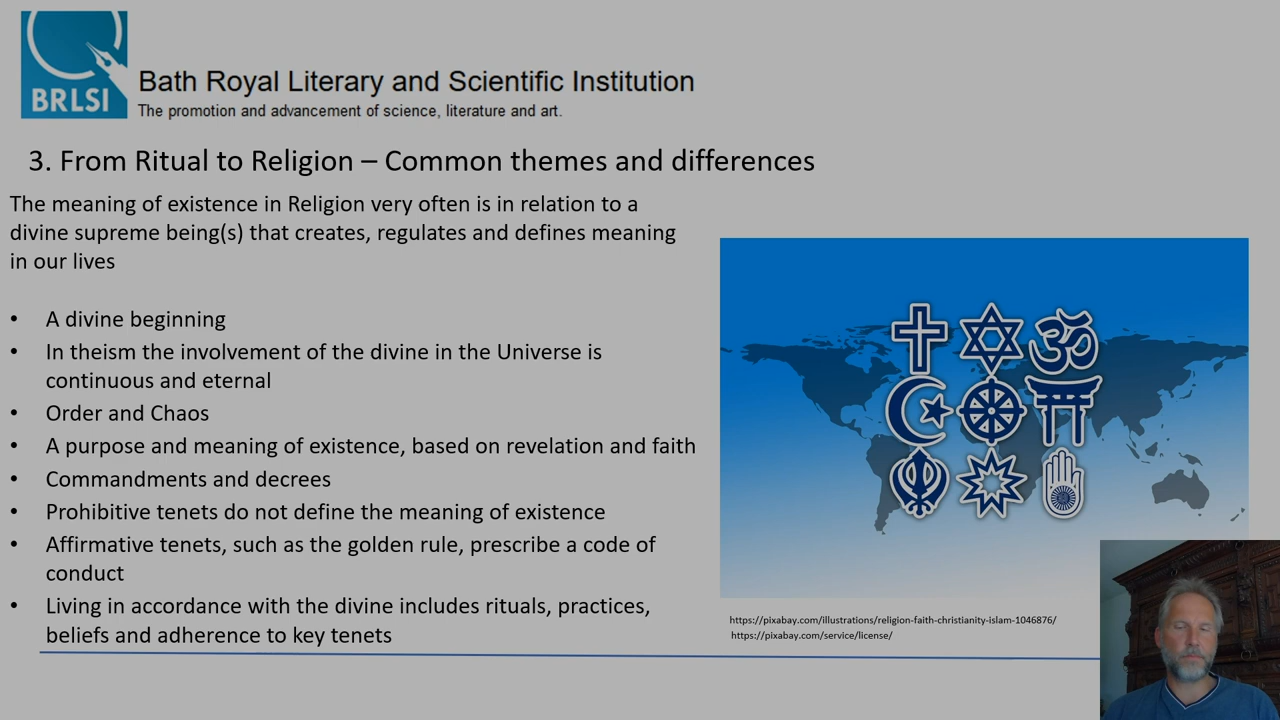 BRLSI
Bath Royal Literary and Scientific Institution
The promotion and advancement of science, literature and art.
3. From Ritual to Religion – Common themes and differences
The meaning of existence in Religion very often is in relation to a
divine supreme being(s) that creates, regulates and defines meaning
in our lives
• A divine beginning
• In theism the involvement of the divine in the Universe is
continuous and eternal
• Order and Chaos
• A purpose and meaning of existence, based on revelation and faith
• Commandments and decrees
• Prohibitive tenets do not define the meaning of existence
• Affirmative tenets, such as the golden rule, prescribe a code of
conduct
• Living in accordance with the divine includes rituals, practices,
beliefs and adherence to key tenets
ॐ
https://pixabay.com/illustrations/religion-faith-christianity-islam-1046876/
https://pixabay.com/service/license/